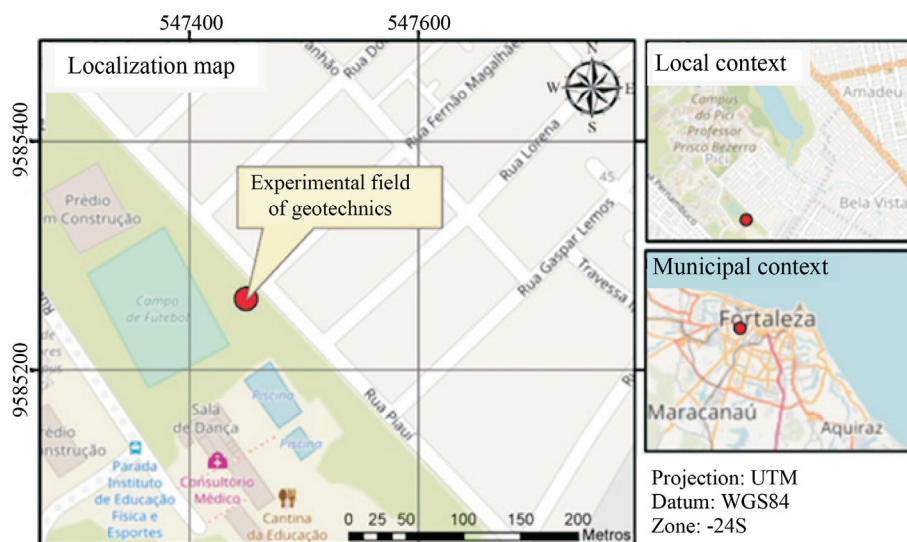 547400
547600
Localization map
Rua Fernão Magalhães
Rua Lorena
N
W
E
S
9585400
Experimental field
of geotechnics
45
Prédio
Construção
Rua Gaspar Lemos
Travessa
Campo
de Futebol
9585200
Piscina
Rua Piauí
Sala
de Dança
Piscina
Prédio
Parada
Instituto
de Educação
Física e
Esportes
Consultório
Médico
Cantina
da Educação
0 25 50 100 150 200
Metros
Local context
Amadeu
Campus
do Pici
Professor
Prisco Bezerra
Pici
Pernambuco
Bela Vista
Municipal context
Fortaleza
Maracanaú
Aquiraz
Projection: UTM
Datum: WGS84
Zone: -24S